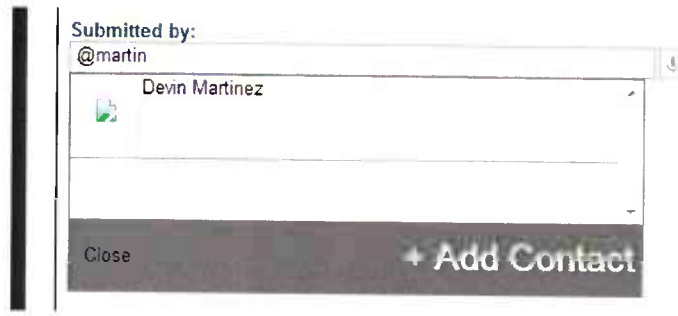 Submitted by:
@martin
Devin Martinez
Close
+ Add Contact